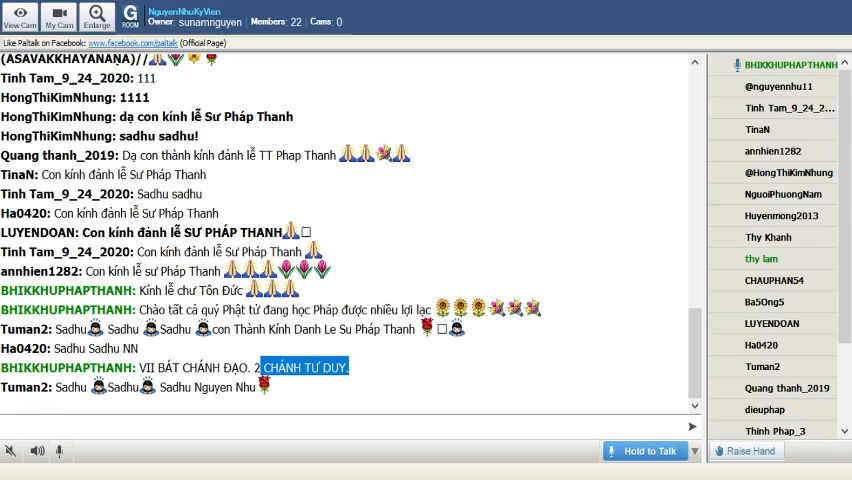 View Cam
My Cam
Enlarge
G
ROOM
NguyenNhuKyVien
Owner: sunamnguyen Members: 22 Cams: 0
Like Paltalk on Facebook: www.facebook.com/paltalk (Official Page)
(ASAVAKKHAYAÑAṆA)//
Tinh Tam_9_24_2020: 111
HongThiKimNhung: 1111
HongThiKimNhung: dạ con kính lễ Sư Pháp Thanh
HongThiKimNhung: sadhu sadhu!
Quang thanh_2019: Dạ con thành kính đảnh lễ TT Phap Thanh
TinaN: Con kính đảnh lễ Sư Pháp Thanh
Tinh Tam_9_24_2020: Sadhu sadhu
Ha0420: Con kính đảnh lễ Sư Pháp Thanh
LUYENDOAN: Con kính đảnh lễ SƯ PHÁP THANH
Tinh Tam_9_24_2020: Con kính đảnh lễ Sư Pháp Thanh
annhien1282: Con kính lễ sư Pháp Thanh
BHIKKHUPHAPTHANH: Kính lễ chư Tôn Đức
BHIKKHUPHAPTHANH: Chào tất cả quý Phật tử đang học Pháp được nhiều lợi lạc
Tuman2: Sadhu Sadhu Sadhu con Thành Kính Danh Le Su Pháp Thanh
Ha0420: Sadhu Sadhu NN
BHIKKHUPHAPTHANH: VII BÁT CHÁNH ĐẠO. 2 CHÁNH TƯ DUY.
Tuman2: Sadhu Sadhu Sadhu Nguyen Nhu
Hold to Talk
BHIKKHUPHAPTHANH
@nguyennhu11
Tinh Tam_9_24_2...
TinaN
annhien1282
@HongThiKimNhung
NguoiPhuongNam
Huyenmong2013
Thy Khanh
thy lam
CHAUPHAN54
Ba5Ong5
LUYENDOAN
Ha0420
Tuman2
Quang thanh_2019
dieuphap
Thinh Phap_3
Raise Hand